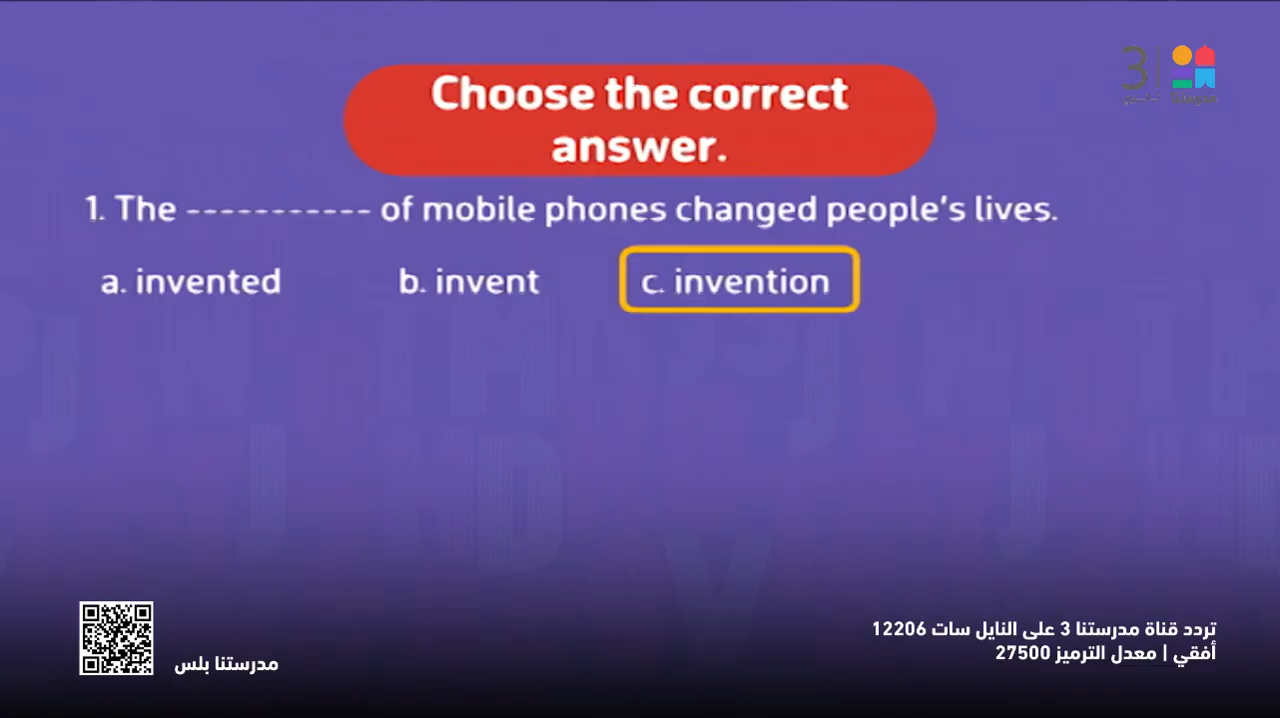 3
Choose the correct
answer.
1. The ----------- of mobile phones changed people's lives.
a. invented b. invent c. invention
تردد قناة مدرستنا 3 على النايل سات 12206
أفقي | معدل الترميز 27500
مدرستنا بلس